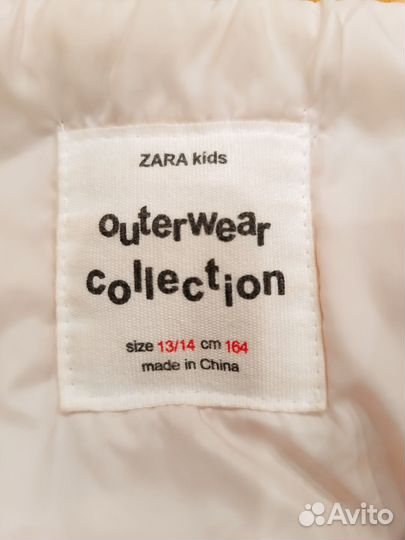 ZARA kids
outerwear
collection
size 13/14 cm 164
made in China
Avito